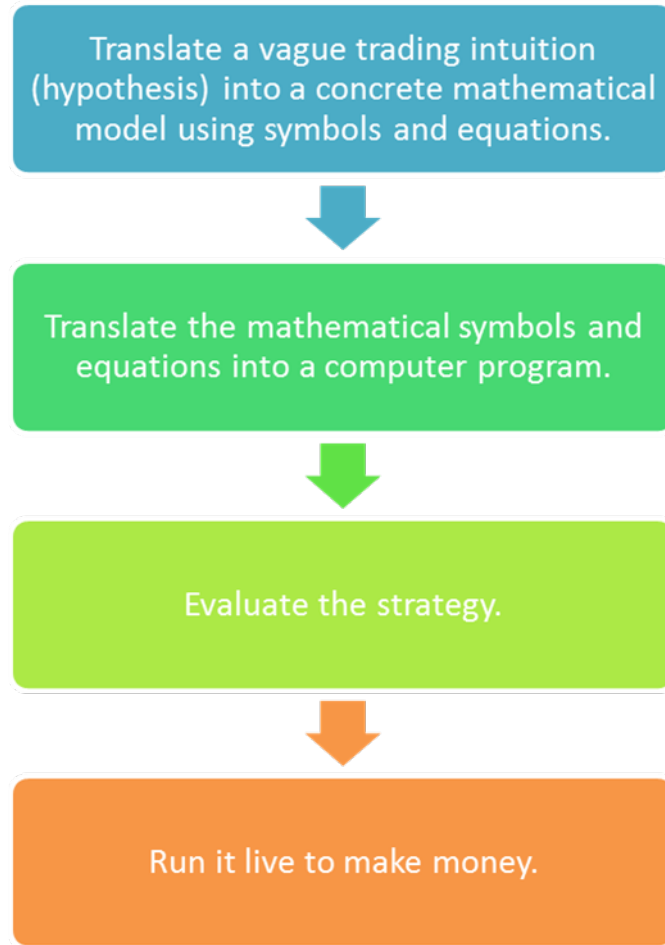 Translate a vague trading intuition
(hypothesis) into a concrete mathematical
model using symbols and equations.
Translate the mathematical symbols and
equations into a computer program.
Evaluate the strategy.
Run it live to make money.